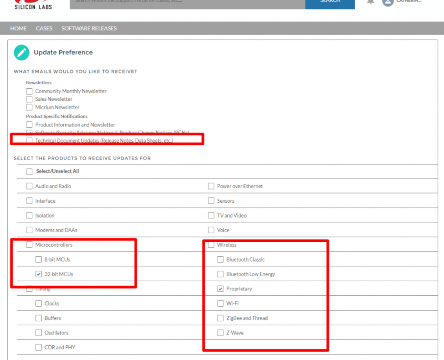 SILICON LABS
SEARCH
HOME CASES SOFTWARE RELEASES
Update Preference
WHAT EMAILS WOULD YOU LIKE TO RECEIVE?
Newsletters
Community Monthly Newsletter
Sales Newsletter
Micrium Newsletter
Product Specific Notifications
Product Information and Newsletter
Technical Document Updates (Release Notes, Data Sheets, etc.)
SELECT THE PRODUCTS TO RECEIVE UPDATES FOR
Select/Unselect All
Audio and Radio Power over Ethernet
Interface Sensors
Isolation TV and Video
Modems and DAAs Voice
Microcontrollers Wireless
8-bit MCUs Bluetooth Classic
32-bit MCUs Bluetooth Low Energy
Timing Proprietary
Clocks Wi-Fi
Buffers ZigBee and Thread
Oscillators Z-Wave
CDR and PHY